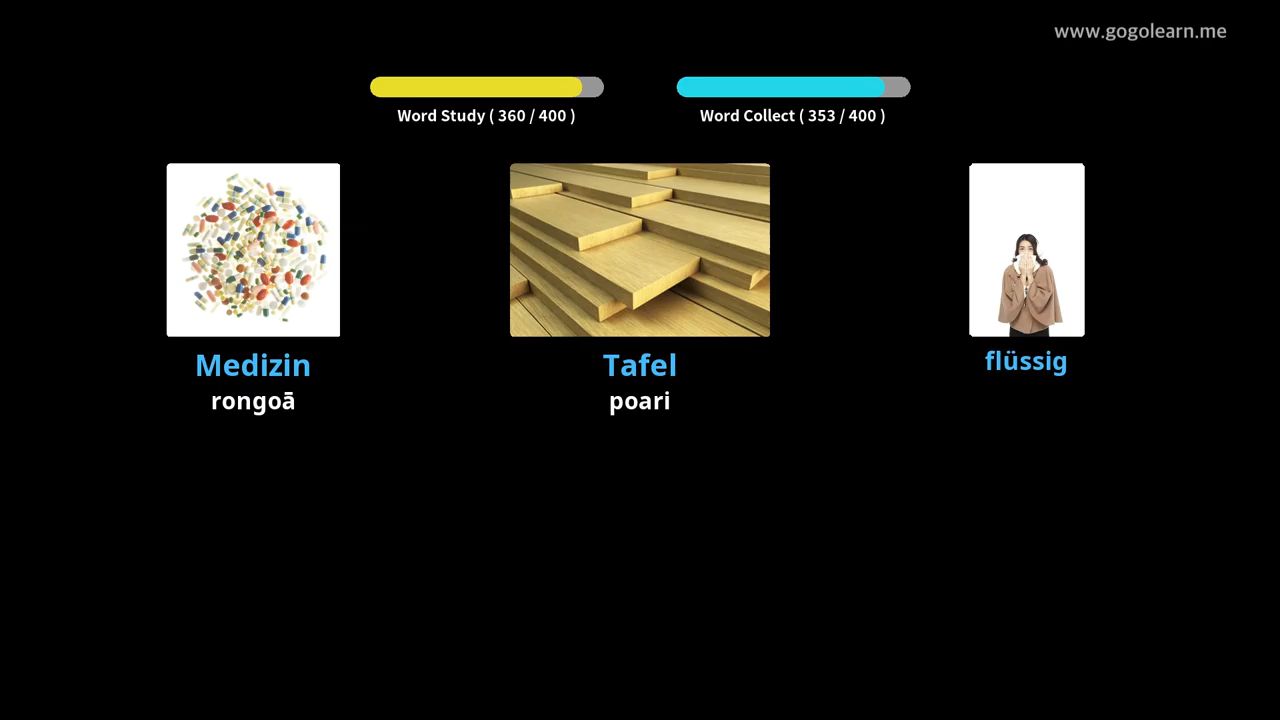 www.gogolearn.me
Word Study ( 360 / 400 )
Word Collect ( 353 / 400 )
Medizin
rongoā
Tafel
poari
flüssig